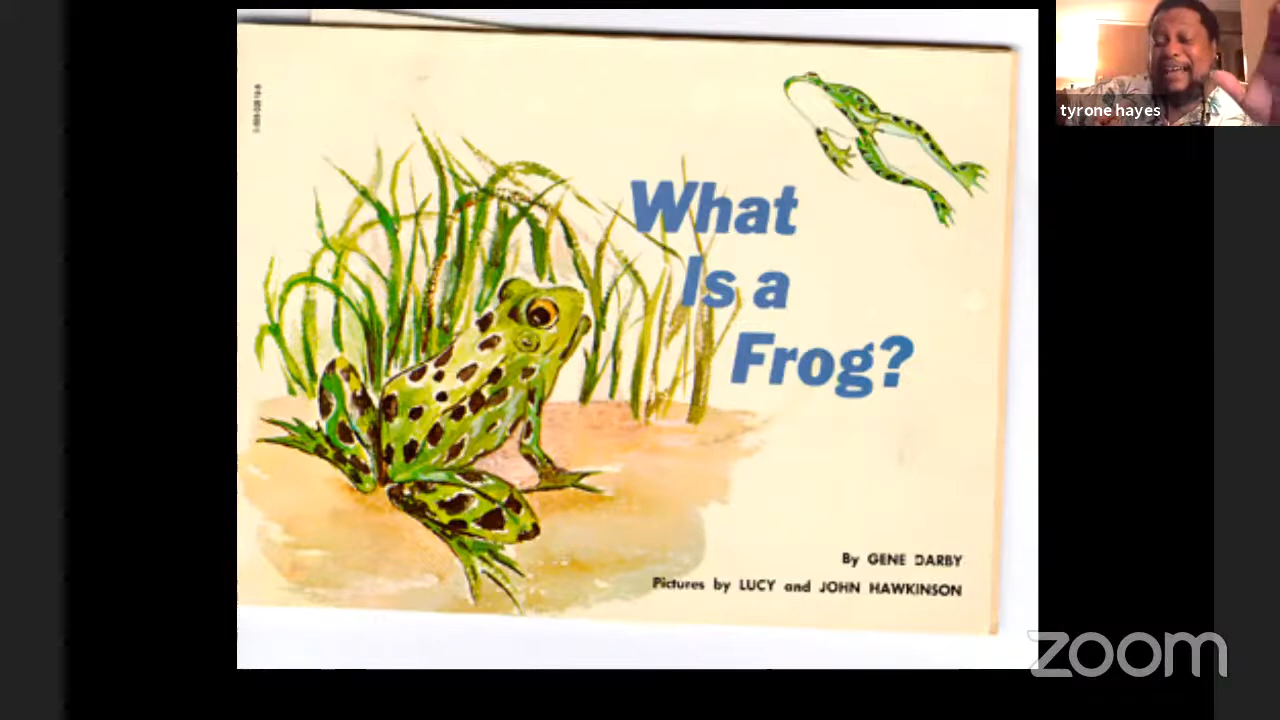 What
Is a
Frog?
By GENE DARBY
Pictures by LUCY and JOHN HAWKINSON
tyrone hayes
zoom